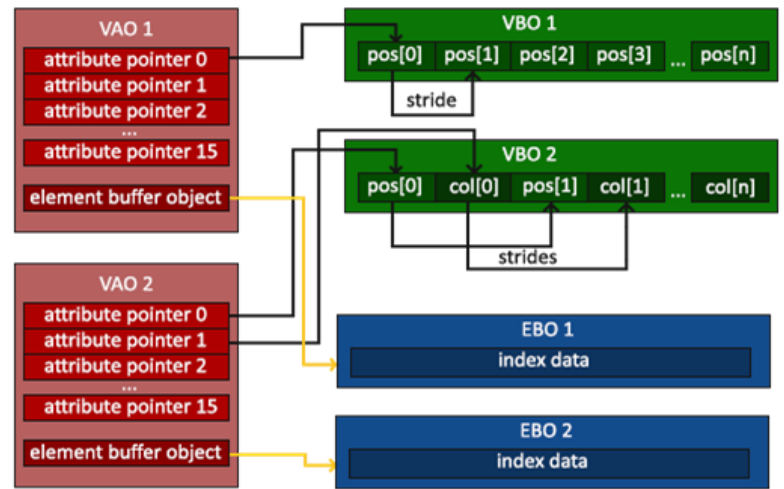 VAO 1
attribute pointer 0
attribute pointer 1
attribute pointer 2
...
attribute pointer 15
element buffer object
VAO 2
attribute pointer 0
attribute pointer 1
attribute pointer 2
...
attribute pointer 15
element buffer object
VBO 1
pos[0] pos[1] pos[2] pos[3] ... pos[n]
stride
VBO 2
pos[0] col[0] pos[1] col[1] ... col[n]
strides
EBO 1
index data
EBO 2
index data